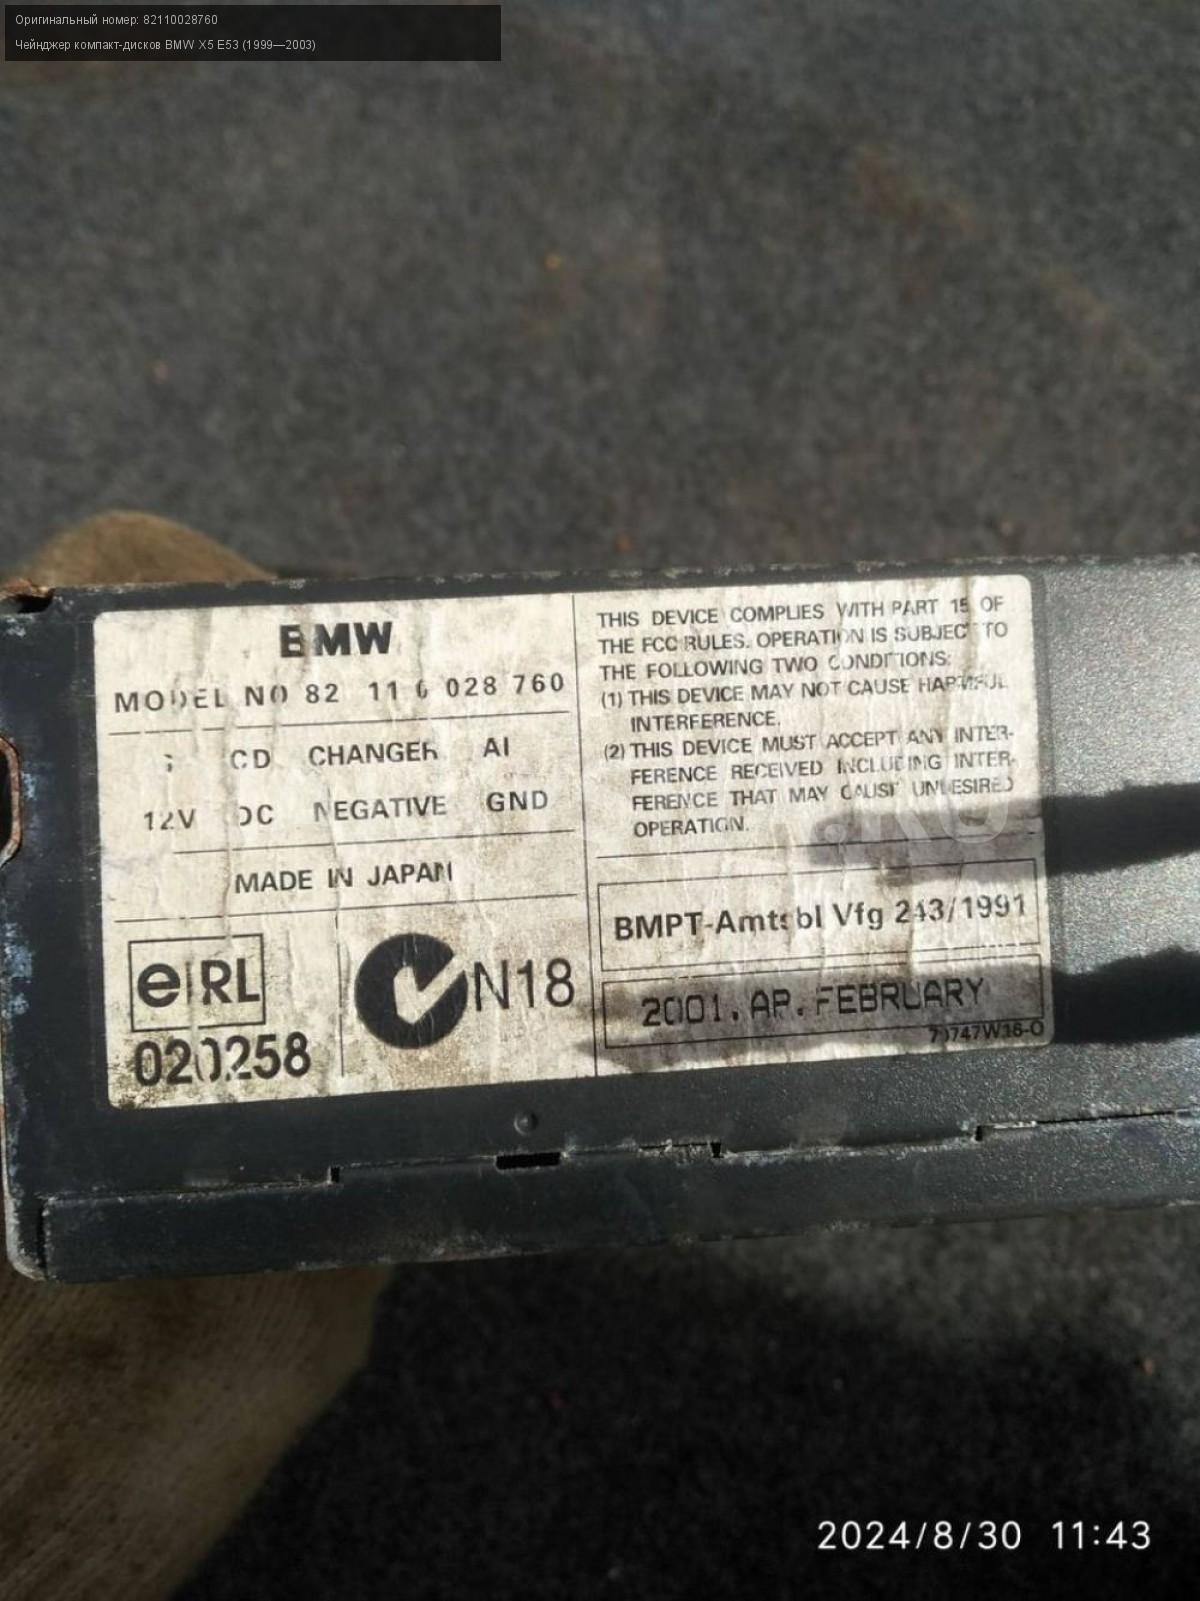 Оригинальный номер: 82110028760
Чейнджер компакт-дисков BMW X5 E53 (1999—2003)
BMW
MODEL NO 82 11 0 028 760
CD CHANGER AI
12V DC NEGATIVE GND
MADE IN JAPAN
e RL
020258
N18
THIS DEVICE COMPLIES WITH PART 15 OF
THE FCC RULES. OPERATION IS SUBJECT TO
THE FOLLOWING TWO CONDITIONS:
(1) THIS DEVICE MAY NOT CAUSE HARMFUL
INTERFERENCE.
(2) THIS DEVICE MUST ACCEPT ANY INTER-
FERENCE RECEIVED INCLUDING INTER-
FERENCE THAT MAY CAUSE UNDESIRED
OPERATION.
BMPT-Amtsbl Vfg 243/1991
2001. AP. FEBRUARY
.RU
2024/8/30 11:43